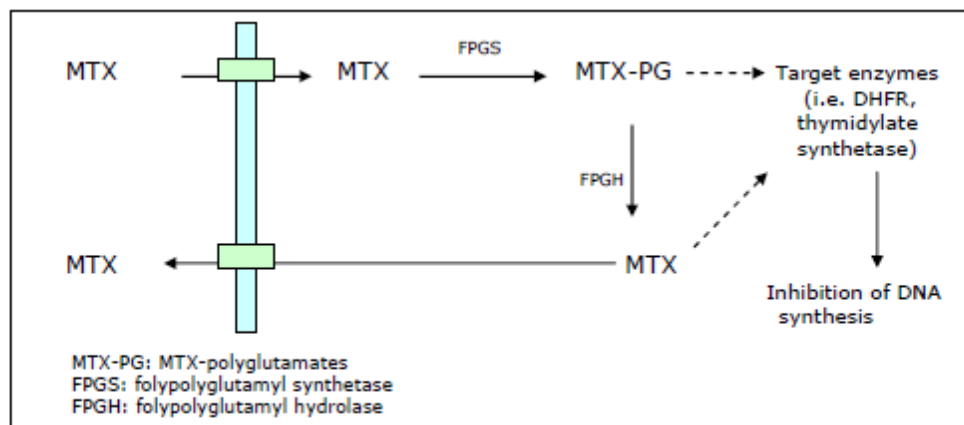 FPGS
MTX
MTX
MTX-PG
Target enzymes
(i.e. DHFR,
thymidylate
synthetase)
FPGH
MTX
MTX
Inhibition of DNA
synthesis
MTX-PG: MTX-polyglutamates
FPGS: folypolyglutamyl synthetase
FPGH: folypolyglutamyl hydrolase